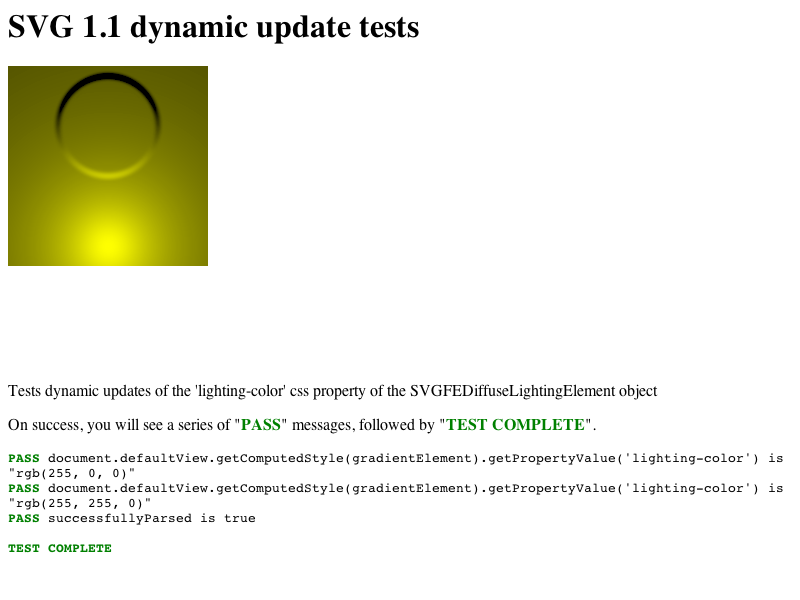 SVG 1.1 dynamic update tests
Tests dynamic updates of the 'lighting-color' css property of the SVGFEDiffuseLightingElement object
On success, you will see a series of "PASS" messages, followed by "TEST COMPLETE".
PASS document.defaultView.getComputedStyle(gradientElement).getPropertyValue('lighting-color') is
"rgb(255, 0, 0)"
PASS document.defaultView.getComputedStyle(gradientElement).getPropertyValue('lighting-color') is
"rgb(255, 255, 0)"
PASS successfullyParsed is true
TEST COMPLETE